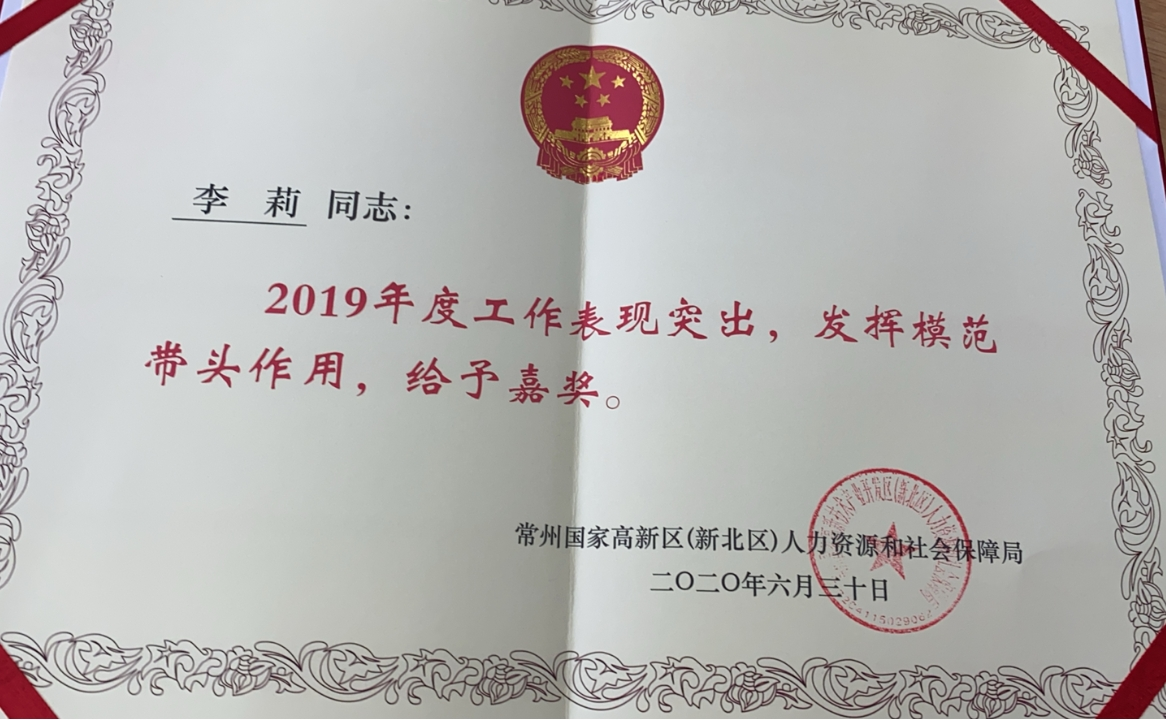 李 莉 同志:
2019年度工作表现突出，发挥模范
带头作用，给予嘉奖。
常州国家高新区(新北区)人力资源和社会保障局
二〇二〇年六月三十日